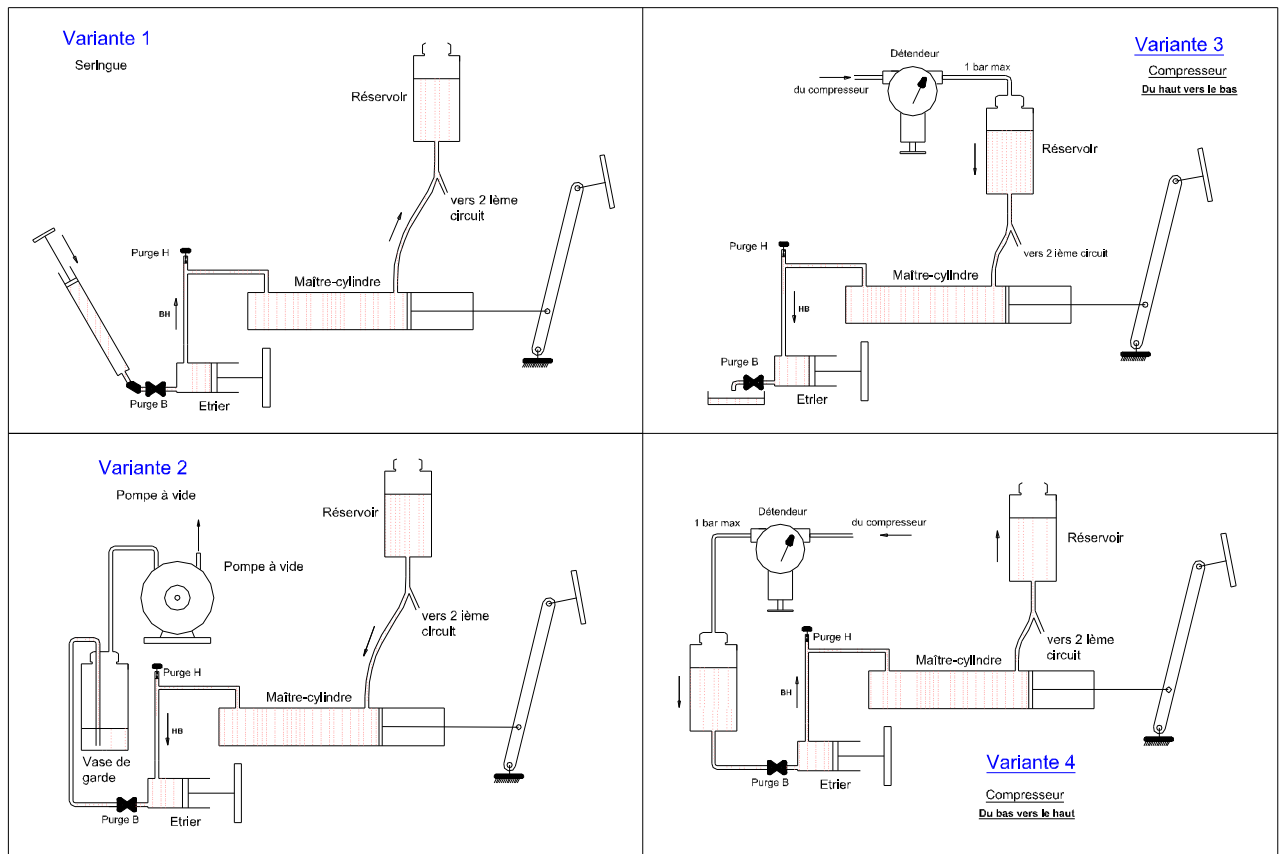 Variante 1
Seringue
Réservoir
vers 2 ième
circuit
Purge H
Maître-cylindre
BH
Purge B
Etrier
Variante 3
Compresseur
Du haut vers le bas
Détendeur
1 bar max
du compresseur
Réservoir
vers 2 ième circuit
Purge H
Maître-cylindre
HB
Purge B
Etrier
Variante 2
Pompe à vide
Pompe à vide
Réservoir
vers 2 ième
circuit
Purge H
Maître-cylindre
HB
Vase de
garde
Purge B
Etrier
Détendeur
1 bar max
du compresseur
Réservoir
vers 2 ième
circuit
Purge H
Maître-cylindre
BH
Purge B
Etrier
Variante 4
Compresseur
Du bas vers le haut